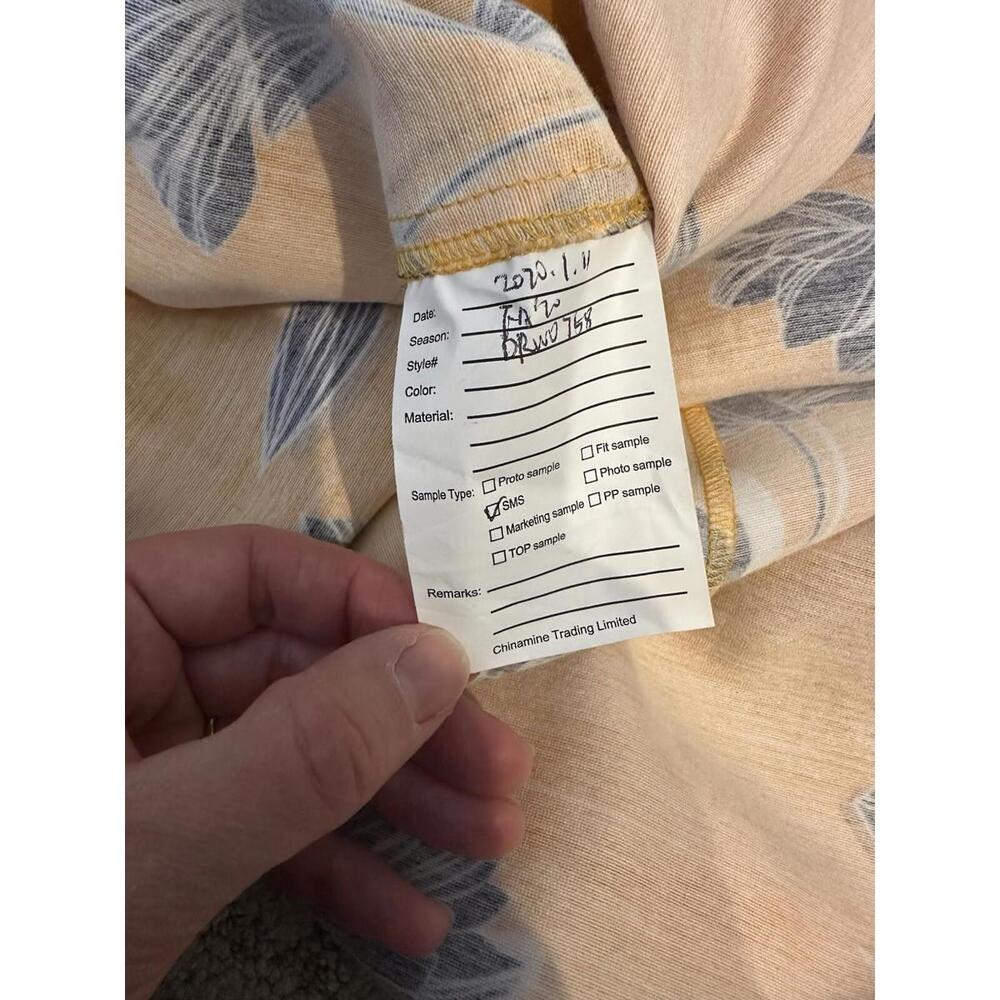 Date: 2020.1.11
Season: FA'20
Style# DRW0758
Color:
Material:
Sample Type: Proto sample Fit sample
SMS Photo sample
Marketing sample PP sample
TOP sample
Remarks:
Chinamine Trading Limited